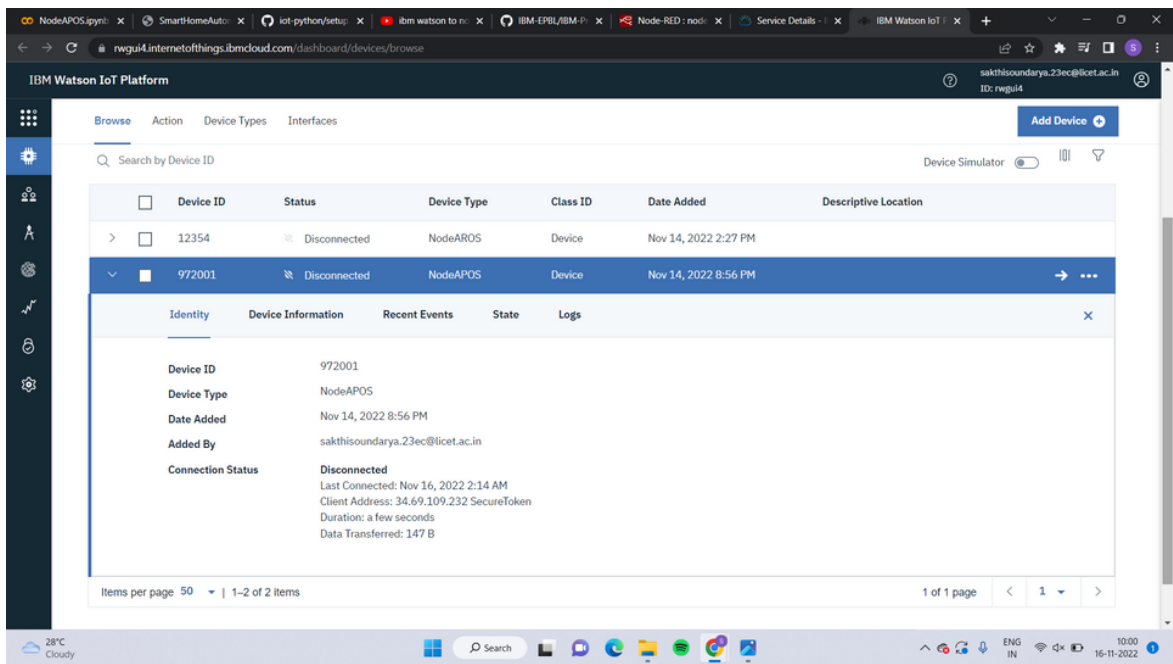 NodeAPOS.ipynb
SmartHomeAuto
iot-python/setup
ibm watson to no
IBM-EPBL/IBM-Pr
Node-RED : node
Service Details - I
IBM Watson IoT P
rwgui4.internetofthings.ibmcloud.com/dashboard/devices/browse
S
IBM Watson IoT Platform
sakthisoundarya.23ec@licet.ac.in
ID: rwgui4
Browse Action Device Types Interfaces
Add Device
Search by Device ID
Device Simulator
Device ID Status Device Type Class ID Date Added Descriptive Location
12354 Disconnected NodeAROS Device Nov 14, 2022 2:27 PM
972001 Disconnected NodeAPOS Device Nov 14, 2022 8:56 PM
Identity Device Information Recent Events State Logs
Device ID 972001
Device Type NodeAPOS
Date Added Nov 14, 2022 8:56 PM
Added By sakthisoundarya.23ec@licet.ac.in
Connection Status Disconnected
Last Connected: Nov 16, 2022 2:14 AM
Client Address: 34.69.109.232 SecureToken
Duration: a few seconds
Data Transferred: 147 B
Items per page 50 | 1–2 of 2 items
1 of 1 page 1
28°C
Cloudy
Search
ENG
IN
10:00
16-11-2022